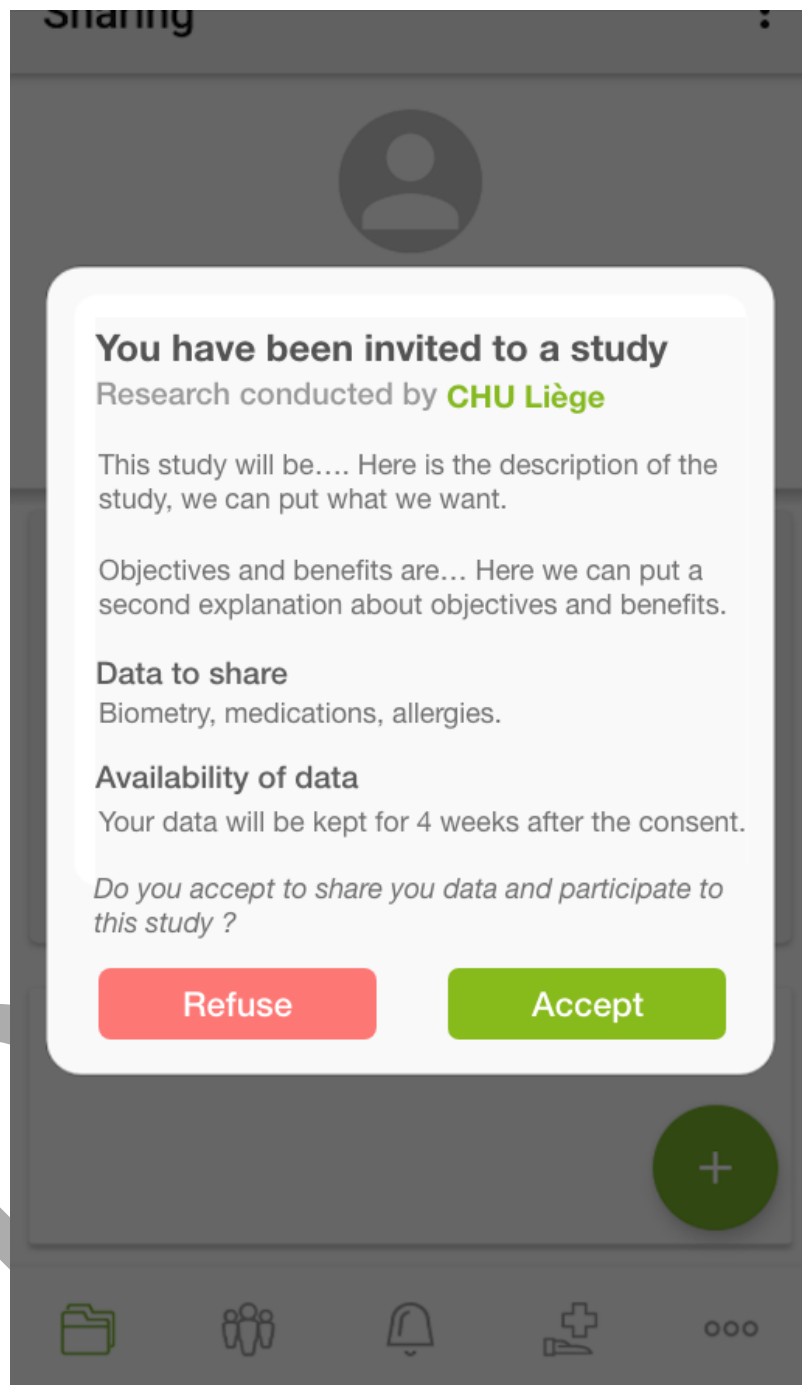 Sharing
You have been invited to a study
Research conducted by CHU Liège
This study will be.... Here is the description of the
study, we can put what we want.
Objectives and benefits are... Here we can put a
second explanation about objectives and benefits.
Data to share
Biometry, medications, allergies.
Availability of data
Your data will be kept for 4 weeks after the consent.
Do you accept to share you data and participate to
this study ?
Refuse Accept